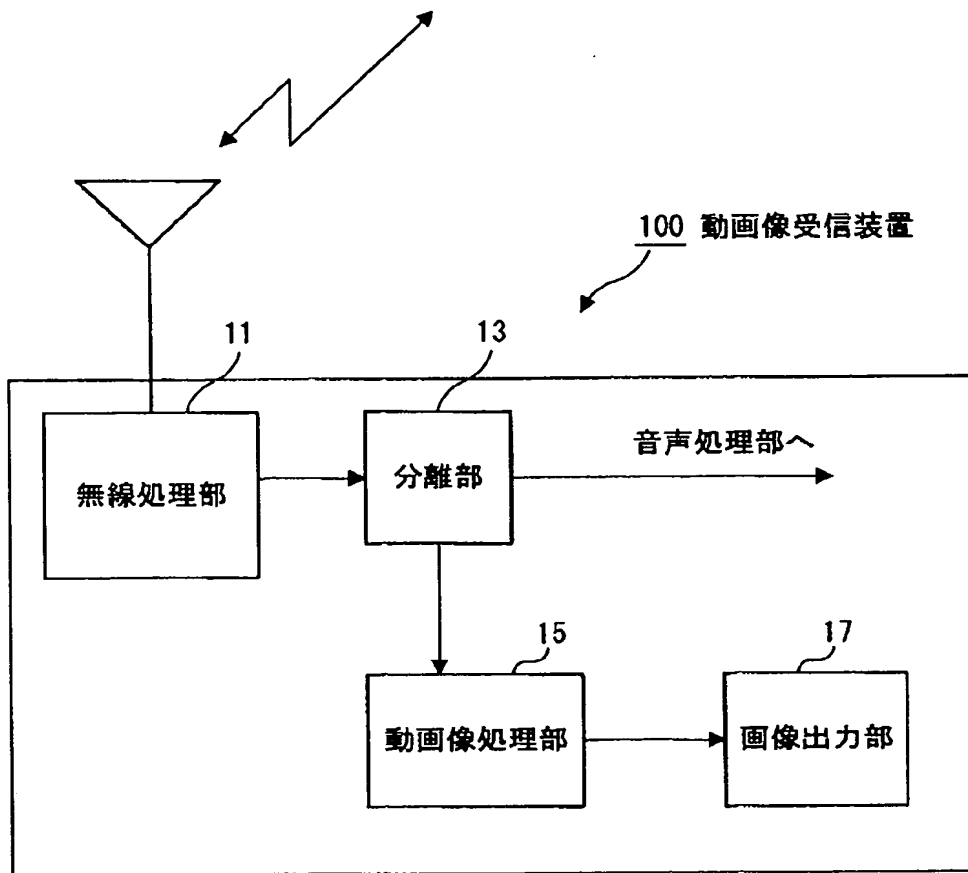 100 動画像受信装置
11
13
無線処理部
分離部
音声処理部へ
15
17
動画像処理部
画像出力部